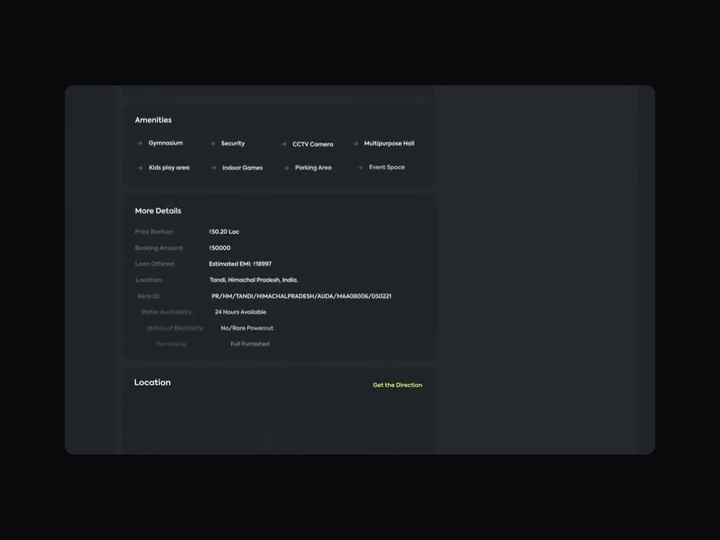 Amenities
Gymnasium Security CCTV Camera Multipurpose Hall
Kids play area Indoor Games Parking Area Event Space
More Details
Price Backup: ₹50.20 Lac
Booking Amount: ₹50000
Loan Offered: Estimated EMI: ₹18997
Location: Tandi, Himachal Pradesh, India.
Rera ID: PR/HM/TANDI/HIMACHALPRADESH/AUDA/MAA08006/050221
Water Availability: 24 Hours Available
Status of Electricity No/Rare Powercut
Furnishing: Full Furnished
Location Get the Direction